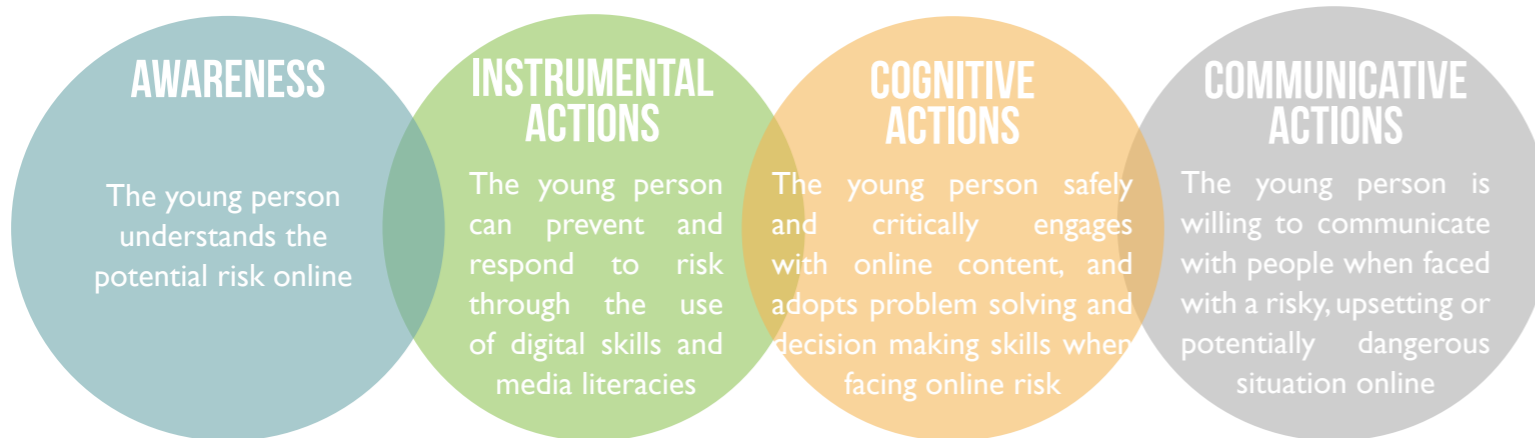 AWARENESS
The young person
understands the
potential risk online
INSTRUMENTAL
ACTIONS
The young person
can prevent and
respond to risk
through the use
of digital skills and
media literacies
COGNITIVE
ACTIONS
The young person safely
and critically engages
with online content, and
adopts problem solving and
decision making skills when
facing online risk
COMMUNICATIVE
ACTIONS
The young person is
willing to communicate
with people when faced
with a risky, upsetting or
potentially dangerous
situation online